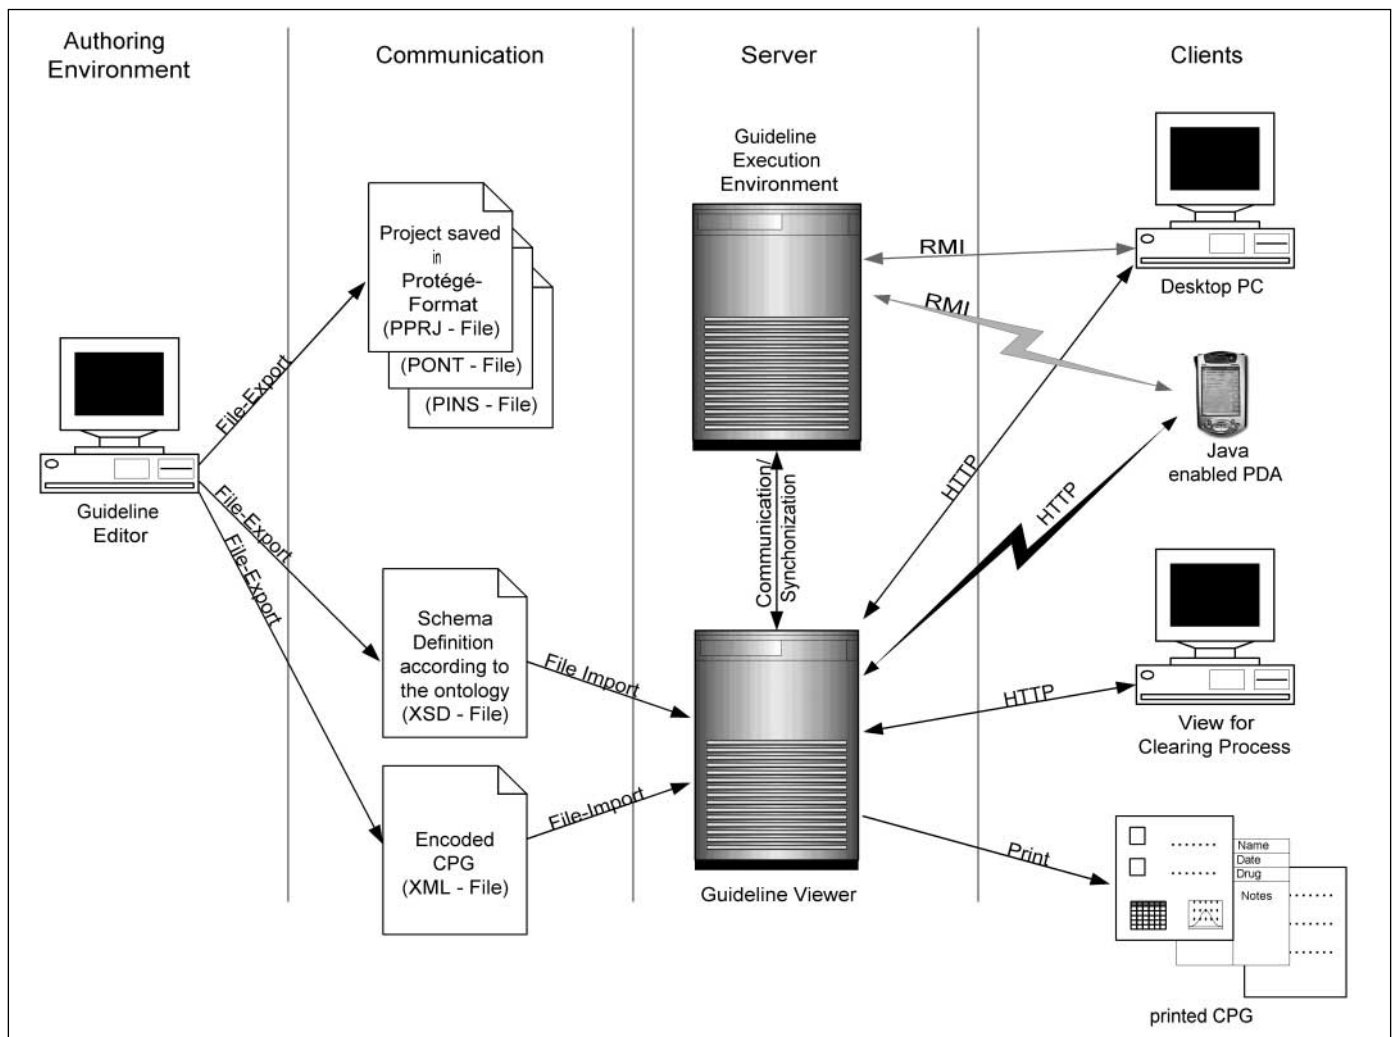 Authoring
Environment
Communication
Server
Clients
Guideline
Editor
File-Export
File-Export
File-Export
Project saved
in
Protégé-
Format
(PPRJ - File)
(PONT - File)
(PINS - File)
Schema
Definition
according to
the ontology
(XSD - File)
Encoded
CPG
(XML - File)
File Import
File-Import
Guideline
Execution
Environment
Communication/
Synchonization
Guideline Viewer
RMI
RMI
HTTP
HTTP
HTTP
Print
Desktop PC
Java
enabled PDA
View for
Clearing Process
Name
Date
Drug
Notes
printed CPG